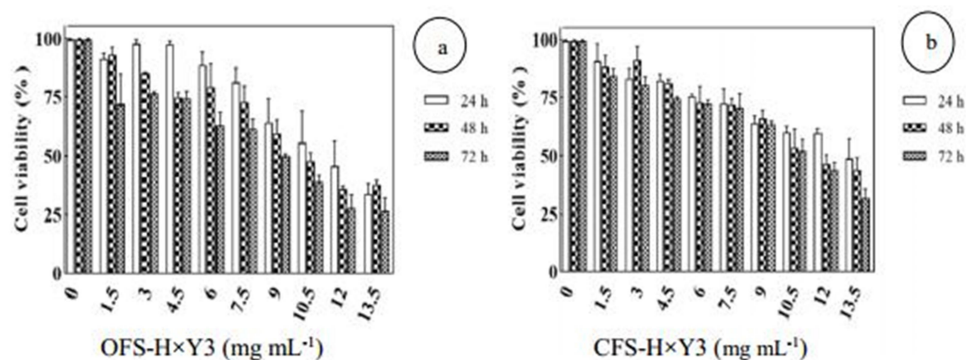 a
Cell viability (%)
100
75
50
25
0
0
1.5
3
4.5
6
7.5
9
10.5
12
13.5
OFS-H×Y3 (mg mL⁻¹)
24 h
48 h
72 h
b
Cell viability (%)
100
75
50
25
0
0
1.5
3
4.5
6
7.5
9
10.5
12
13.5
CFS-H×Y3 (mg mL⁻¹)
24 h
48 h
72 h